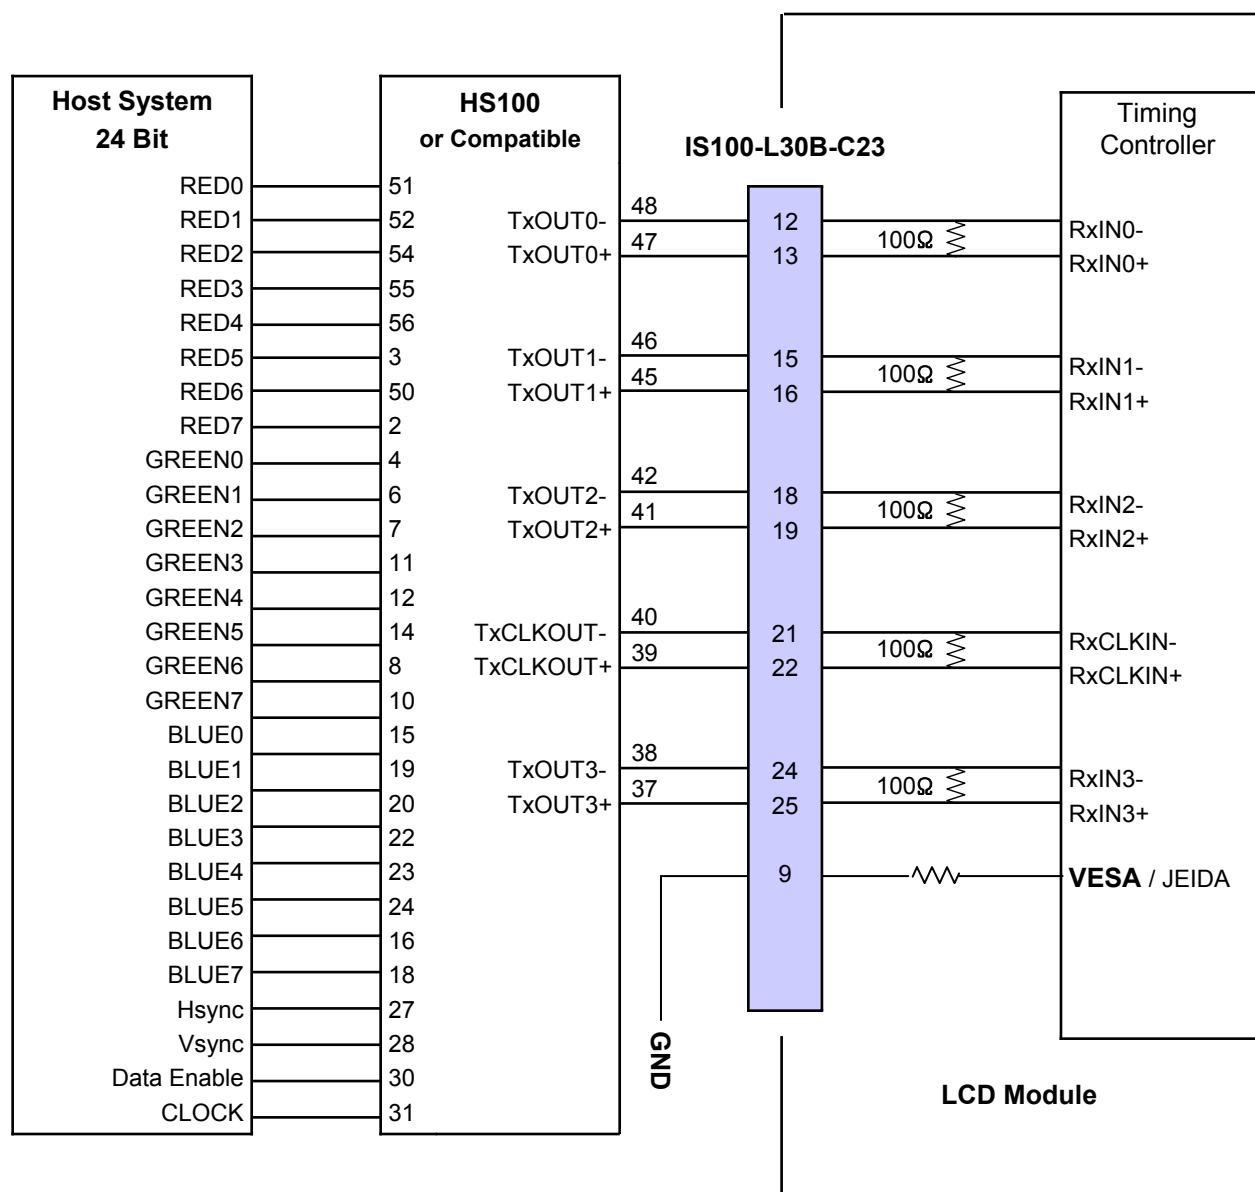 Host System
24 Bit
RED0
RED1
RED2
RED3
RED4
RED5
RED6
RED7
GREEN0
GREEN1
GREEN2
GREEN3
GREEN4
GREEN5
GREEN6
GREEN7
BLUE0
BLUE1
BLUE2
BLUE3
BLUE4
BLUE5
BLUE6
BLUE7
Hsync
Vsync
Data Enable
CLOCK
HS100
or Compatible
51
52
54
55
56
3
50
2
4
6
7
11
12
14
8
10
15
19
20
22
23
24
16
18
27
28
30
31
TxOUT0-
TxOUT0+
TxOUT1-
TxOUT1+
TxOUT2-
TxOUT2+
TxCLKOUT-
TxCLKOUT+
TxOUT3-
TxOUT3+
48
47
46
45
42
41
40
39
38
37
GND
IS100-L30B-C23
12
13
15
16
18
19
21
22
24
25
9
100Ω
100Ω
100Ω
100Ω
100Ω
Timing
Controller
RxIN0-
RxIN0+
RxIN1-
RxIN1+
RxIN2-
RxIN2+
RxCLKIN-
RxCLKIN+
RxIN3-
RxIN3+
VESA / JEIDA
LCD Module